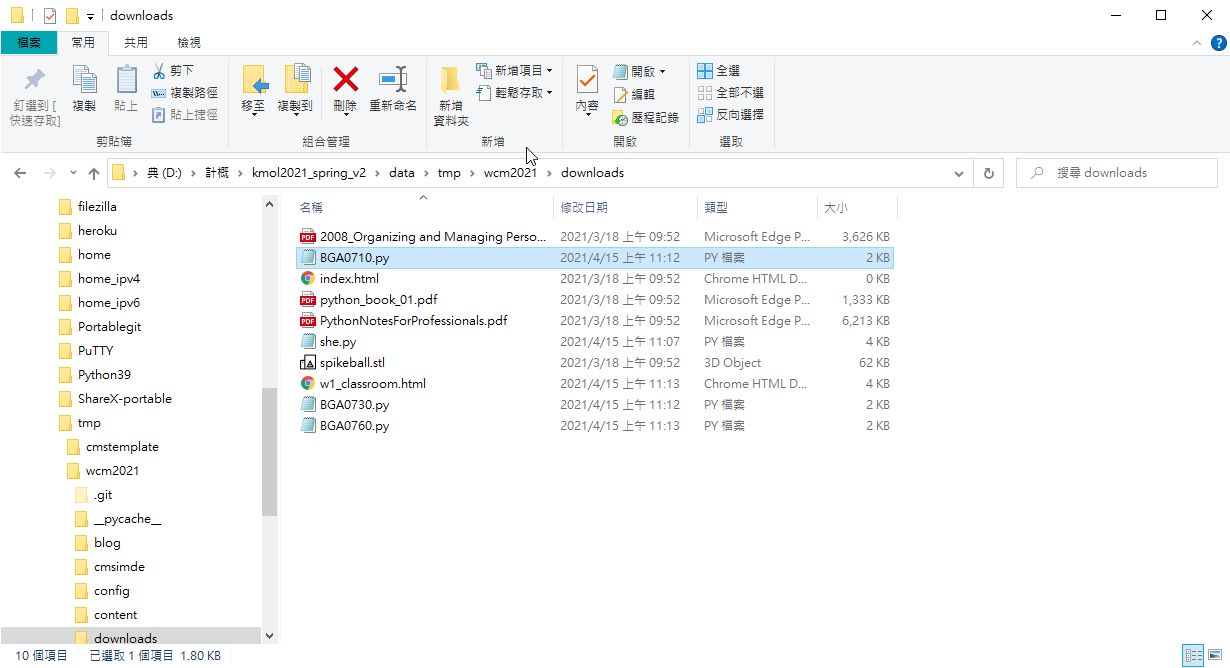 downloads
檔案 常用 共用 檢視
釘選到 [快速存取]
複製
貼上
剪下
複製路徑
貼上捷徑
剪貼簿
移至
複製到
刪除
重新命名
組合管理
新增資料夾
新增項目
輕鬆存取
新增
內容
開啟
編輯
歷程記錄
開啟
全選
全部不選
反向選擇
選取
典 (D:) › 計概 › kmol2021_spring_v2 › data › tmp › wcm2021 › downloads
搜尋 downloads
filezilla
heroku
home
home_ipv4
home_ipv6
Portablegit
PuTTY
Python39
ShareX-portable
tmp
cmstemplate
wcm2021
.git
__pycache__
blog
cmsimde
config
content
downloads
名稱 修改日期 類型 大小
2008_Organizing and Managing Perso... 2021/3/18 上午 09:52 Microsoft Edge P... 3,626 KB
BGA0710.py 2021/4/15 上午 11:12 PY 檔案 2 KB
index.html 2021/3/18 上午 09:52 Chrome HTML D... 0 KB
python_book_01.pdf 2021/3/18 上午 09:52 Microsoft Edge P... 1,333 KB
PythonNotesForProfessionals.pdf 2021/3/18 上午 09:52 Microsoft Edge P... 6,213 KB
she.py 2021/4/15 上午 11:07 PY 檔案 4 KB
spikeball.stl 2021/3/18 上午 09:52 3D Object 62 KB
w1_classroom.html 2021/4/15 上午 11:13 Chrome HTML D... 4 KB
BGA0730.py 2021/4/15 上午 11:12 PY 檔案 2 KB
BGA0760.py 2021/4/15 上午 11:13 PY 檔案 2 KB
10 個項目 已選取 1 個項目 1.80 KB